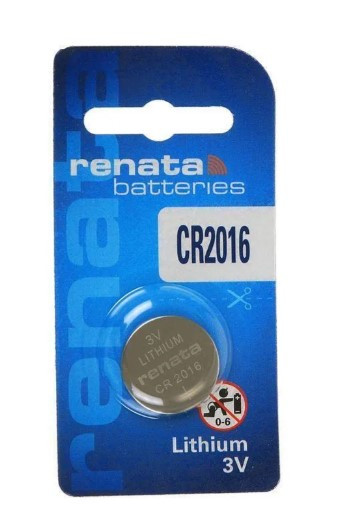 renata
batteries
CR2016
renata
3V
LITHIUM
renata
CR 2016
0-6
Lithium
3V